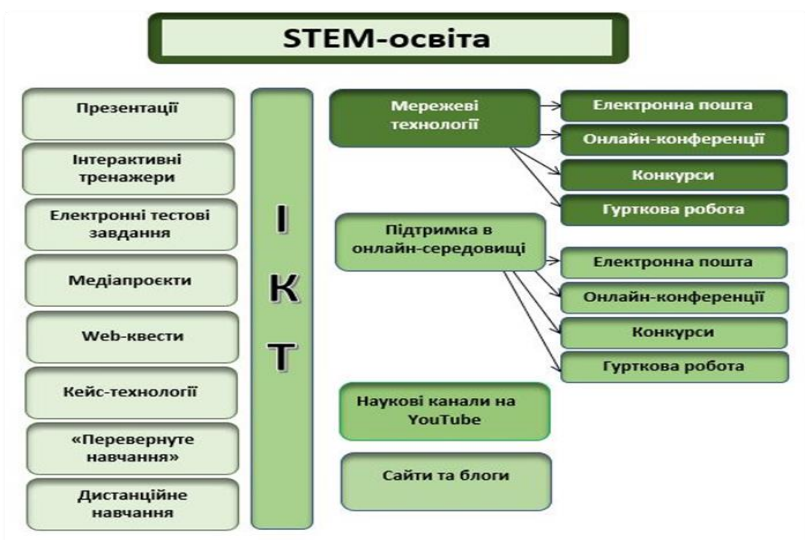 STEM-освіта
Презентації
Інтерактивні
тренажери
Електронні тестові
завдання
Медіапроєкти
Web-квести
Кейс-технології
«Перевернуте
навчання»
Дистанційне
навчання
І
К
Т
Мережеві
технології
Електронна пошта
Онлайн-конференції
Конкурси
Гурткова робота
Підтримка в
онлайн-середовищі
Електронна пошта
Онлайн-конференції
Конкурси
Гурткова робота
Наукові канали на
YouTube
Сайти та блоги